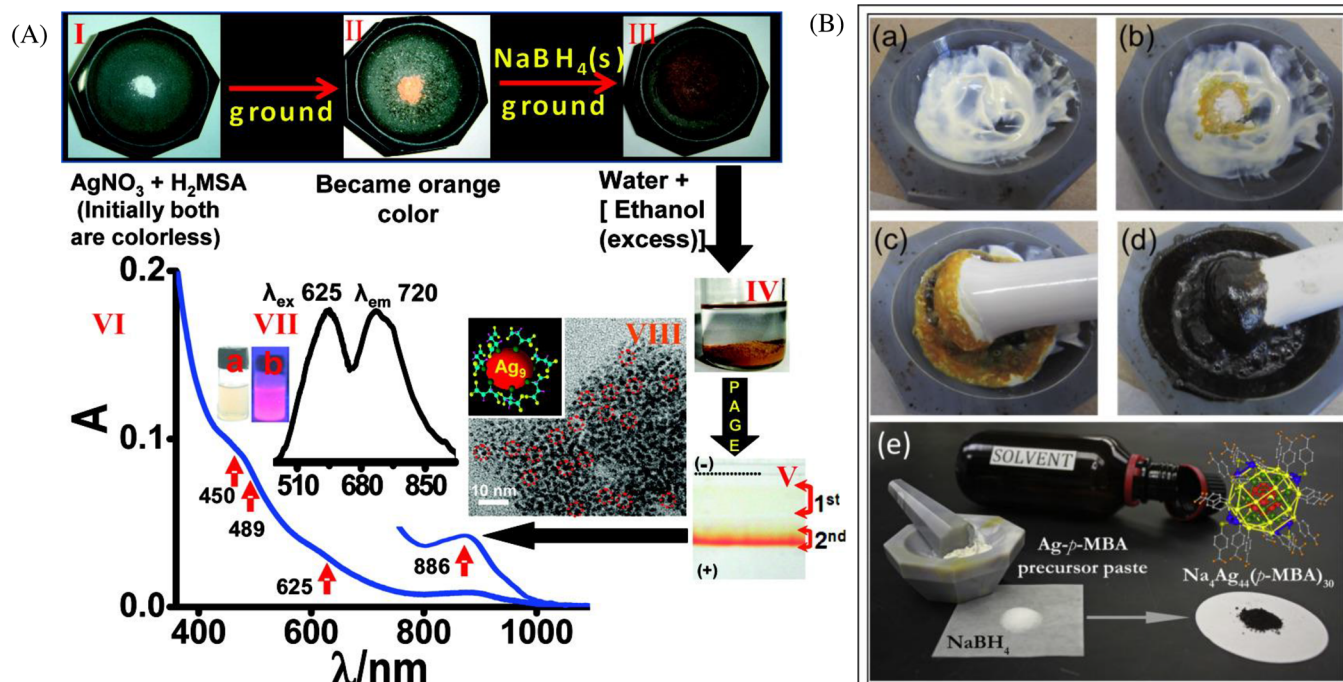 (A)
I
II
III
ground
NaBH₄(s)
ground
AgNO₃ + H₂MSA
(Initially both
are colorless)
Became orange
color
Water +
[ Ethanol
(excess)]
IV
PAGE
V
(-)
(+)
1st
2nd
VI
VII
a
b
λex 625
λem 720
510
680
850
VIII
Ag₉
10 nm
0.2
0.1
0.0
A
450
489
625
886
400
600
800
1000
λ/nm
(B)
(a)
(b)
(c)
(d)
(e)
SOLVENT
Ag-p-MBA
precursor paste
NaBH₄
Na₄Ag₄₄(p-MBA)₃₀